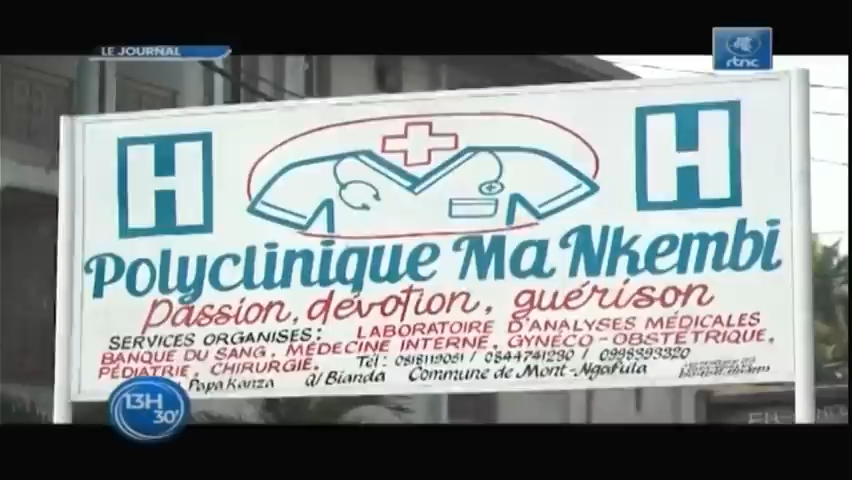 LE JOURNAL
rtnc
H H
Polyclinique Ma Nkembi
Passion, dévotion, guérison
SERVICES ORGANISES: LABORATOIRE D'ANALYSES MÉDICALES
BANQUE DU SANG, MÉDECINE INTERNE, GYNÉCO-OBSTÉTRIQUE,
PÉDIATRIE, CHIRURGIE. Tél: 0818119051 / 0844741230 / 0998393320
Papa Kanza Q/ Bianda Commune de Mont-Ngafula
13H
30'